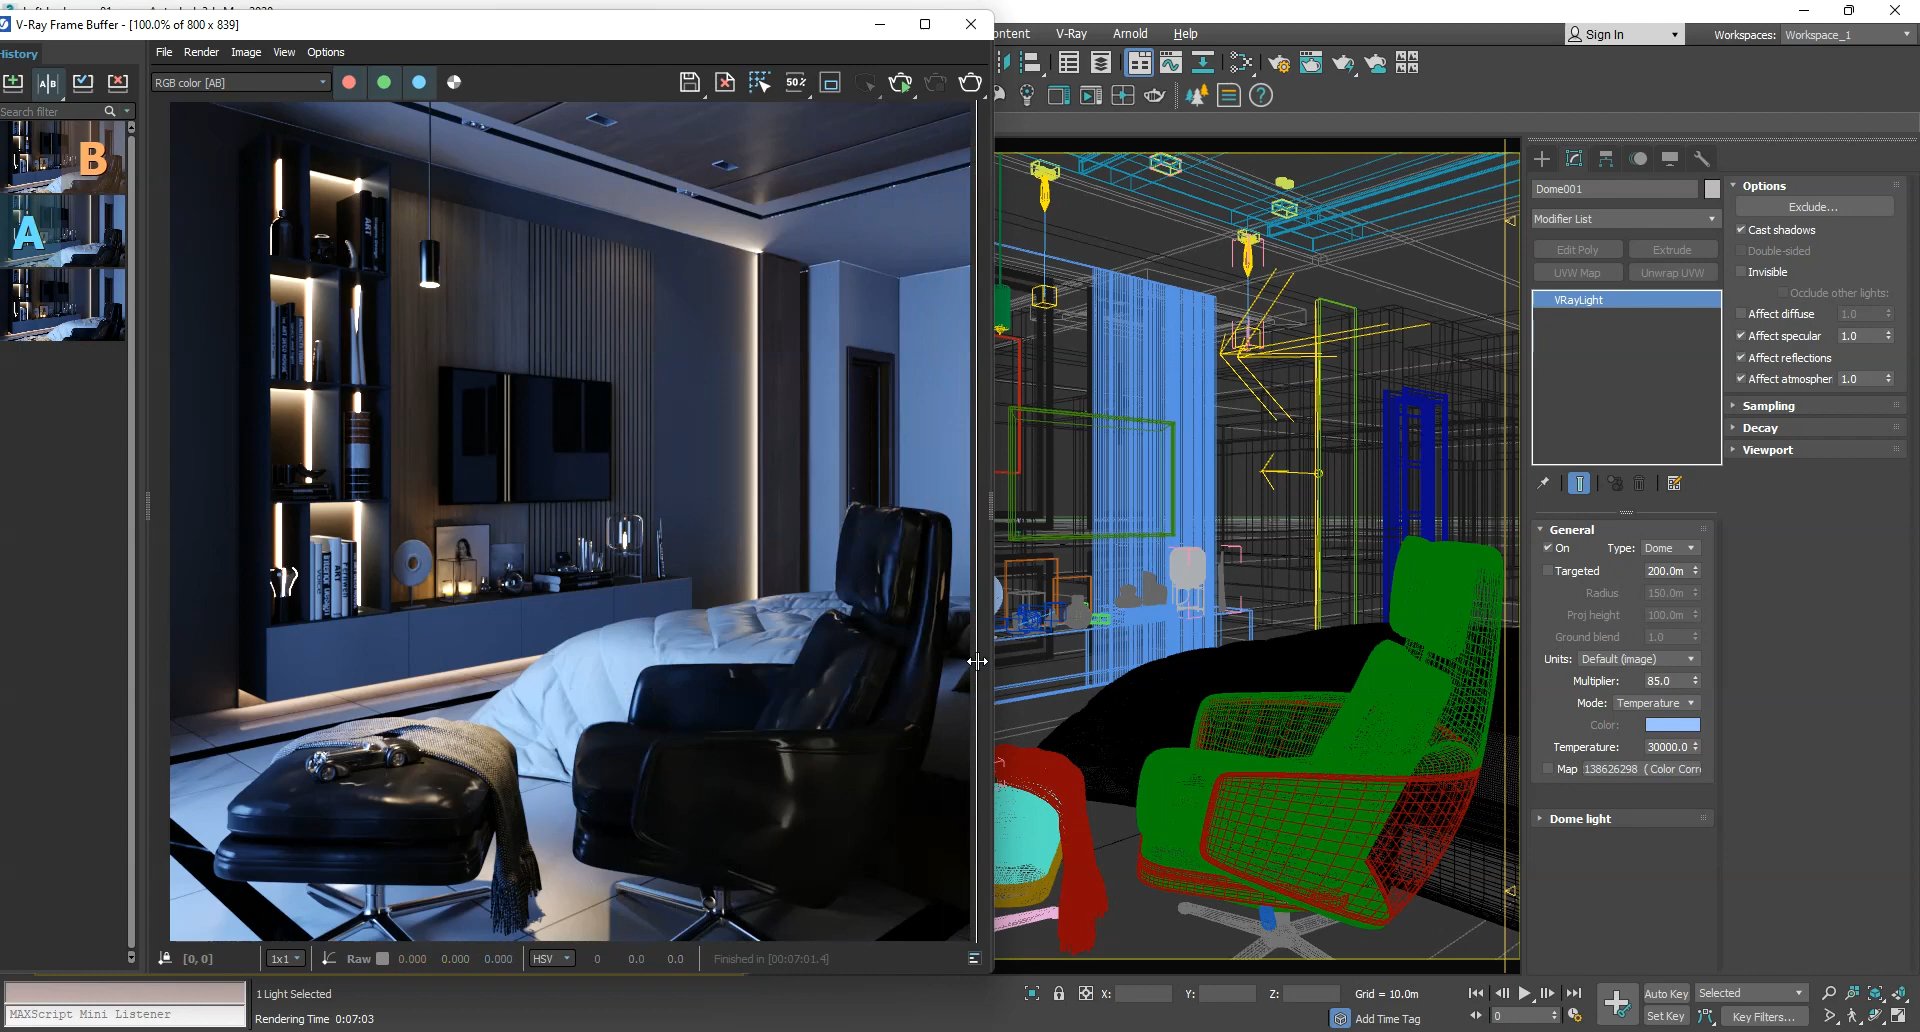 V-Ray Frame Buffer - [100.0% of 800 x 839]
History
File Render Image View Options
ontent V-Ray Arnold Help
Sign In
Workspaces: Workspace_1
RGB color [AB]
50%
Search filter
B
A
Dome001
Modifier List
Edit Poly Extrude
UVW Map Unwrap UVW
VRayLight
Options
Exclude...
Cast shadows
Double-sided
Invisible
Occlude other lights:
Affect diffuse 1.0
Affect specular 1.0
Affect reflections
Affect atmospher 1.0
Sampling
Decay
Viewport
General
On Type: Dome
Targeted 200.0m
Radius 150.0m
Proj height 100.0m
Ground blend 1.0
Units: Default (image)
Multiplier: 85.0
Mode: Temperature
Color:
Temperature: 30000.0
Map 138626298 ( Color Corr
Dome light
[0, 0] 1x1 Raw 0.000 0.000 0.000 HSV 0 0.0 0.0 Finished in [00:07:01.4]
1 Light Selected
Rendering Time 0:07:03
MAXScript Mini Listener
X: Y: Z: Grid = 10.0m
Add Time Tag
0
Auto Key Selected
Set Key Key Filters...